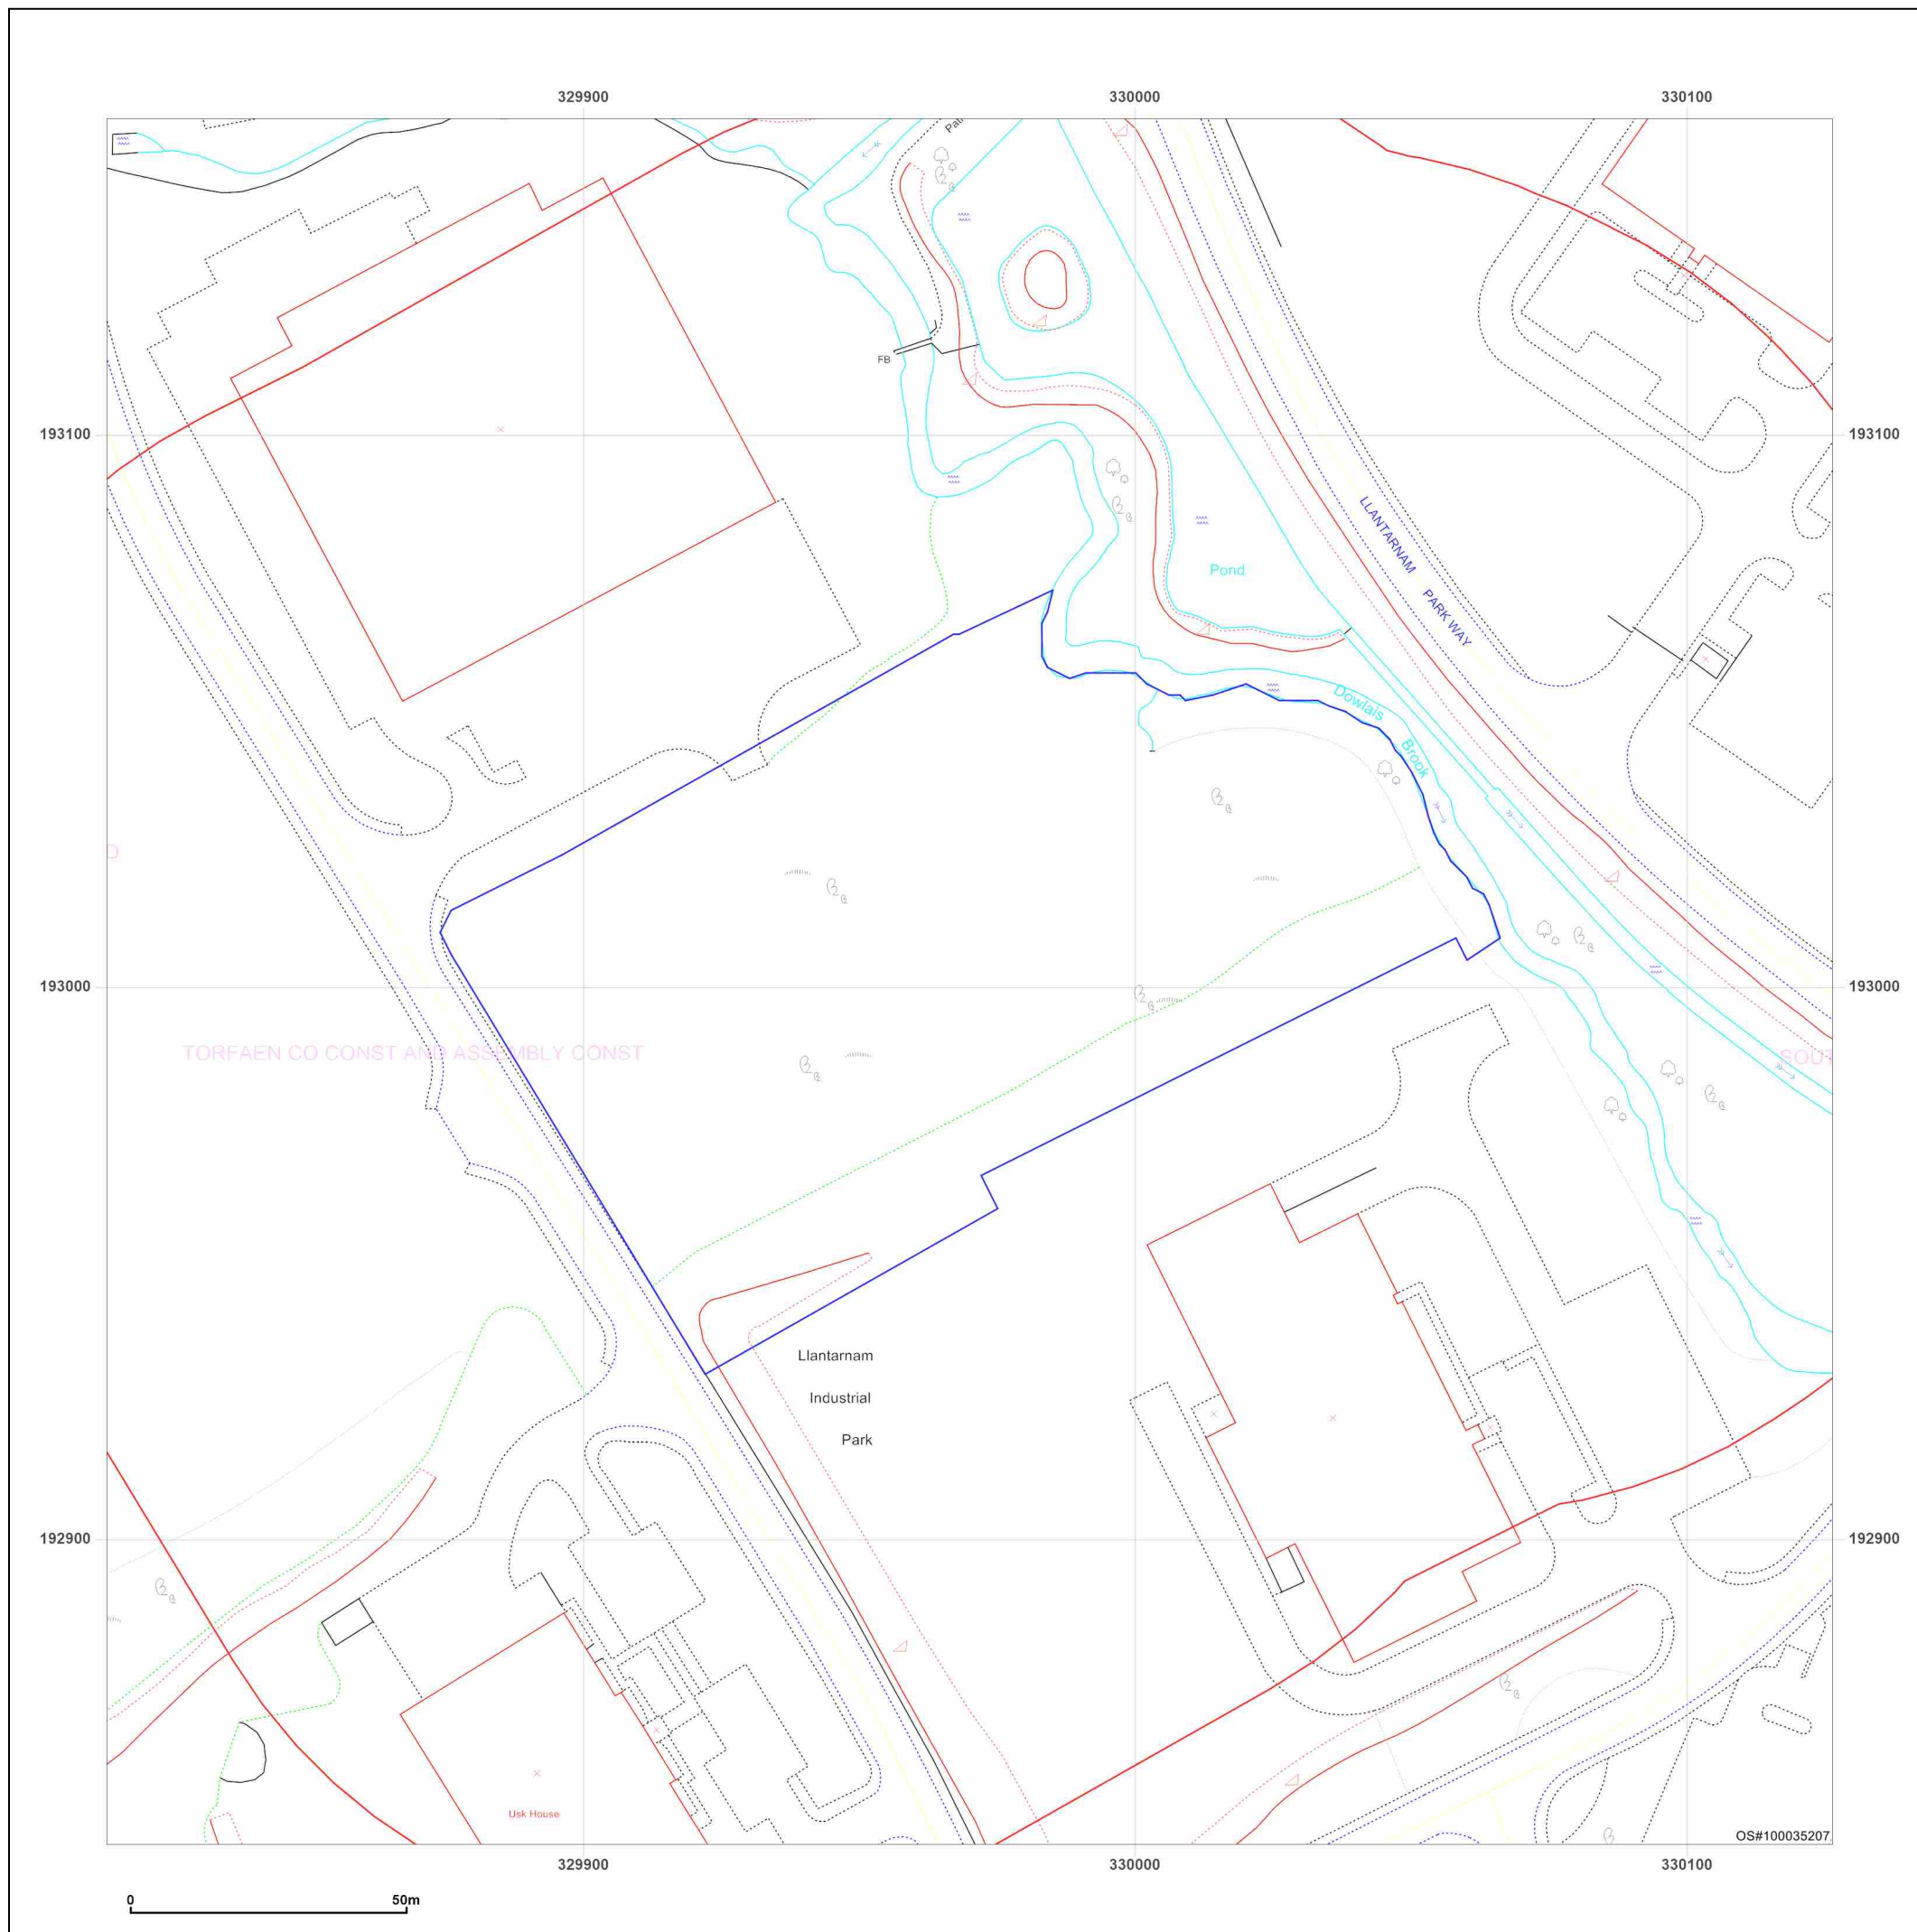 329900
330000
330100
FB
193100
193100
LLANTARNAM
PARK WAY
Pond
Dowlais
Brook
193000
193000
TORFAEN CO CONST AND ASSEMBLY CONST
Llantarnam
Industrial
Park
192900
192900
Usk House
OS#100035207.
329900
330000
330100
0
50m